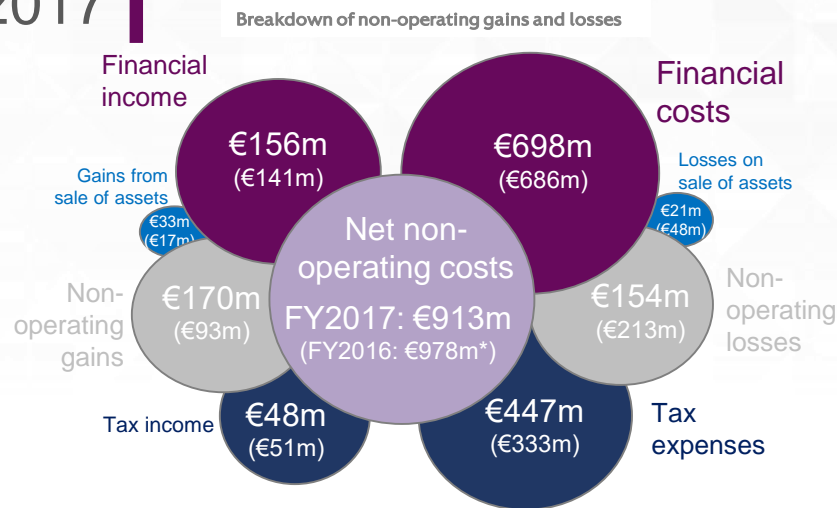 2017
Breakdown of non-operating gains and losses
Financial
income
€156m
(€141m)
Gains from
sale of assets
€33m
(€17m)
Non-
operating
gains
€170m
(€93m)
Tax income
€48m
(€51m)
Net non-
operating costs
FY2017: €913m
(FY2016: €978m*)
Financial
costs
€698m
(€686m)
Losses on
sale of assets
€21m
(€48m)
Non-
operating
losses
€154m
(€213m)
Tax
expenses
€447m
(€333m)